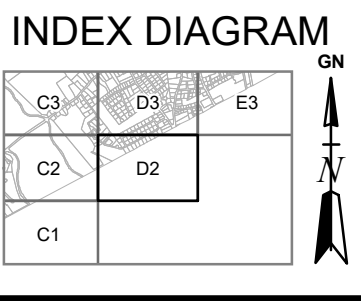 INDEX DIAGRAM
GN
C3 D3 E3
C2 D2
N
C1